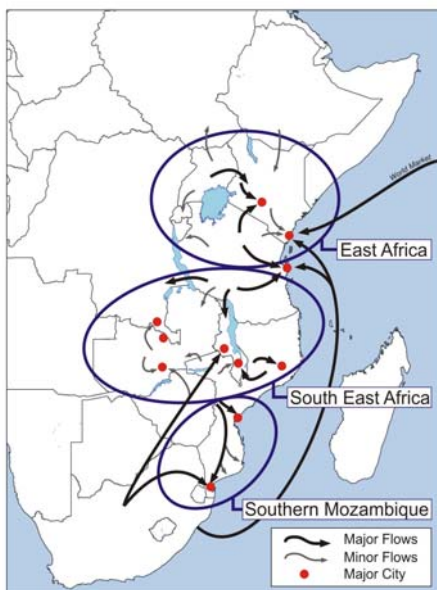 World Market
East Africa
South East Africa
Southern Mozambique
Major Flows
Minor Flows
Major City